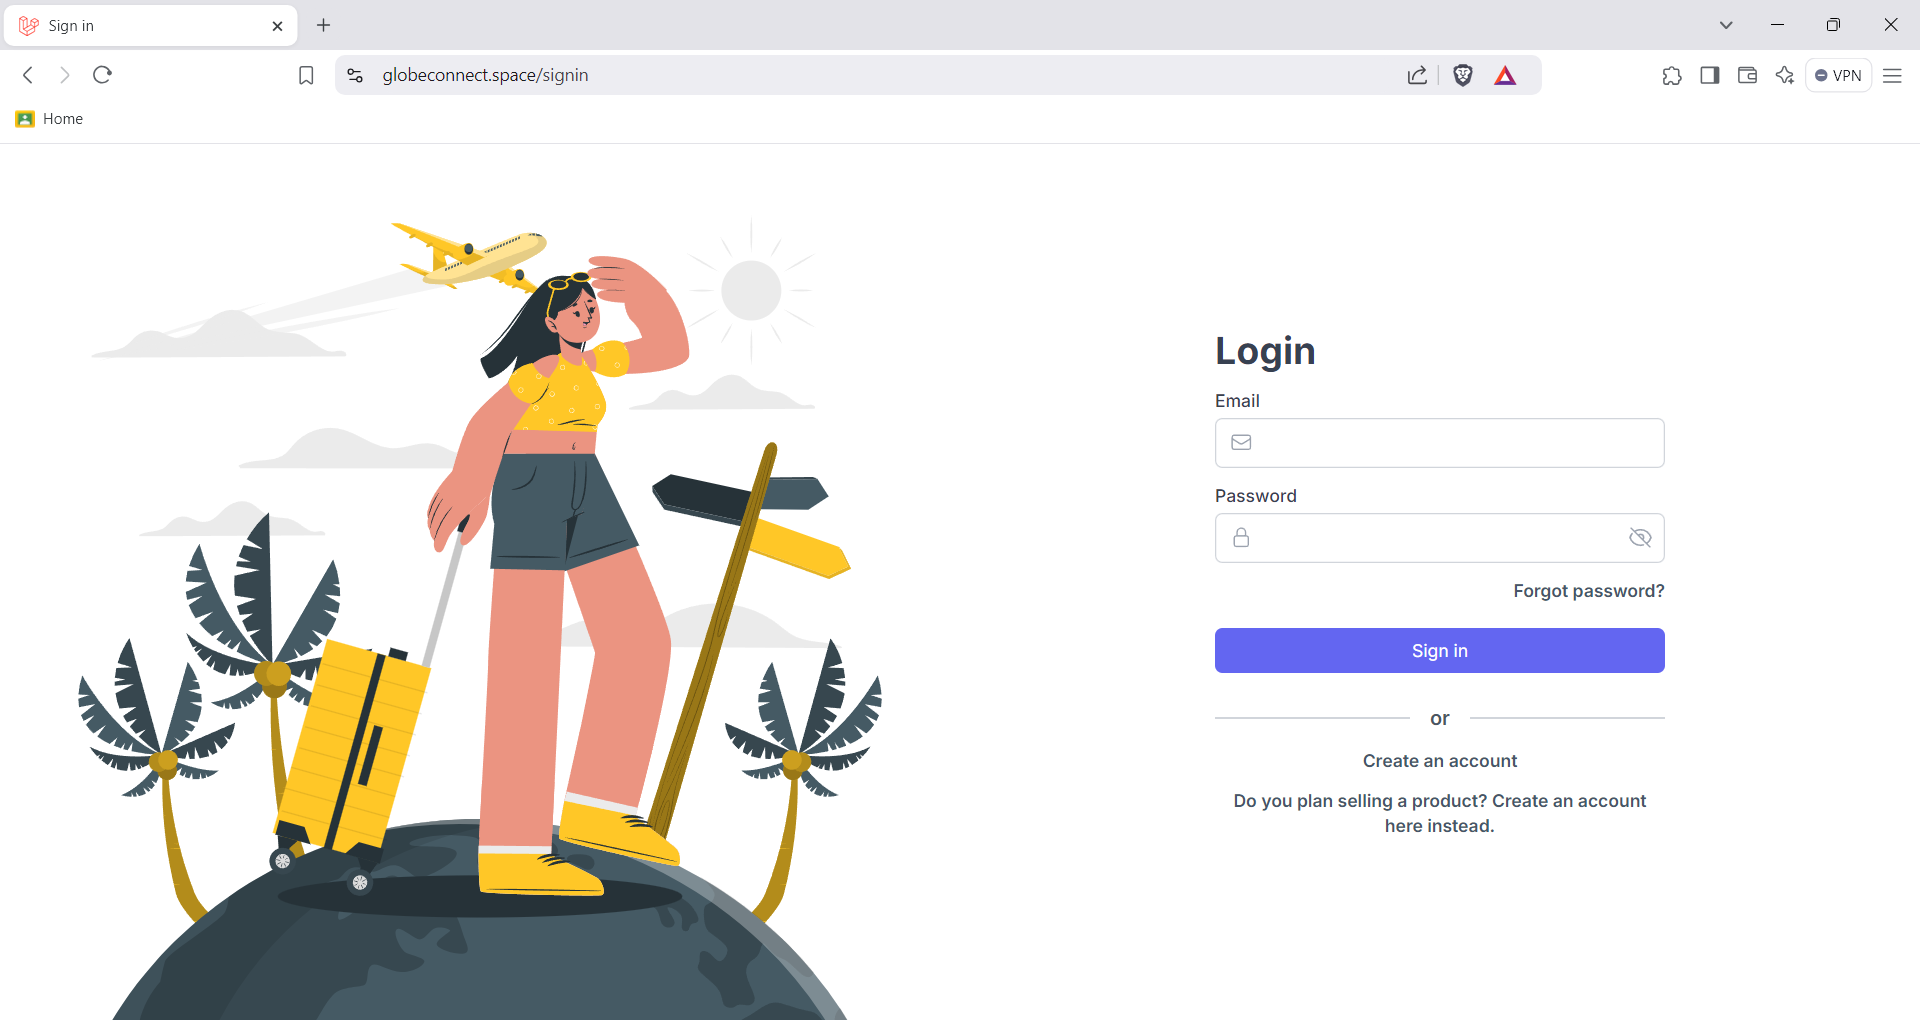 Sign in
globeconnect.space/signin
VPN
Home
Login
Email
Password
Forgot password?
Sign in
or
Create an account
Do you plan selling a product? Create an account
here instead.